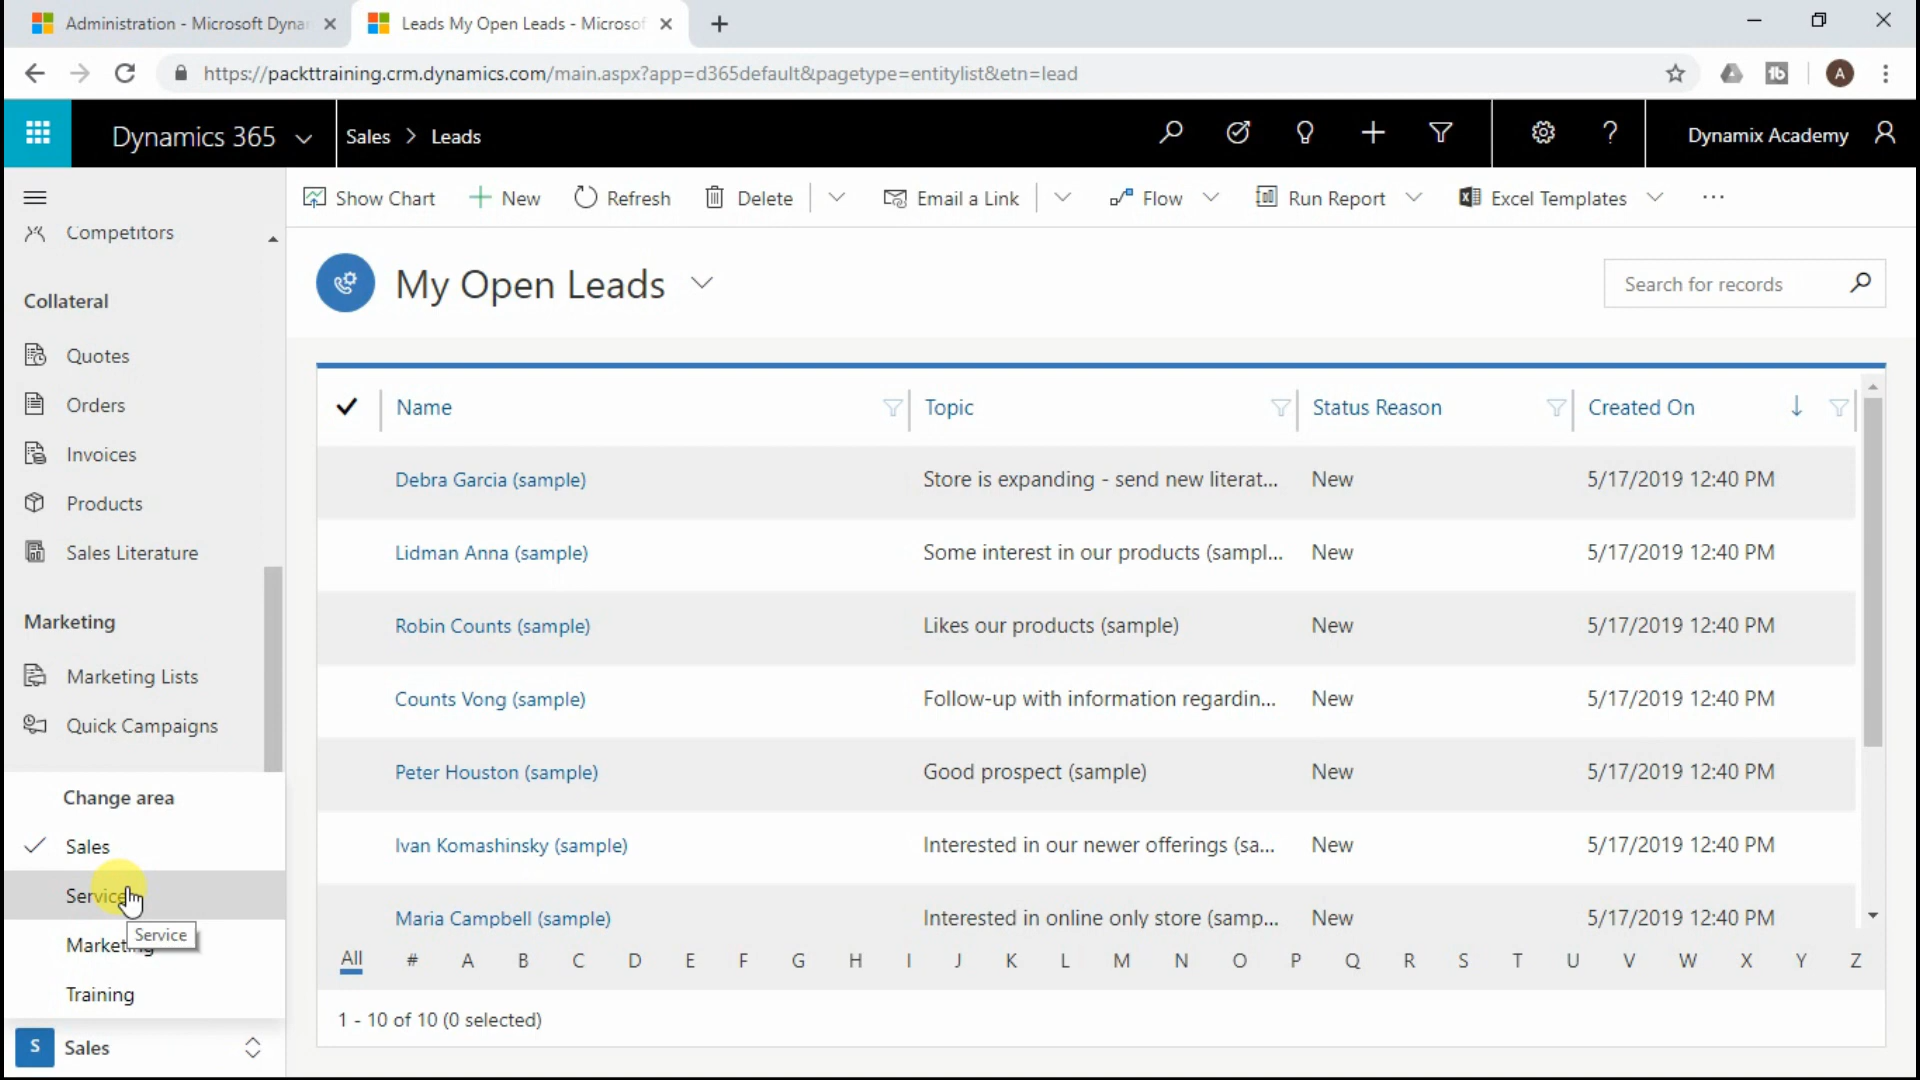 Administration - Microsoft Dyna
Leads My Open Leads - Microsof
https://packttraining.crm.dynamics.com/main.aspx?app=d365default&pagetype=entitylist&etn=lead
A
Dynamics 365
Sales > Leads
Dynamix Academy
Show Chart
New
Refresh
Delete
Email a Link
Flow
Run Report
Excel Templates
Competitors
Collateral
Quotes
Orders
Invoices
Products
Sales Literature
Marketing
Marketing Lists
Quick Campaigns
Change area
Sales
Service
Service
Marketing
Training
S Sales
My Open Leads
Search for records
Name Topic Status Reason Created On
Debra Garcia (sample) Store is expanding - send new literat... New 5/17/2019 12:40 PM
Lidman Anna (sample) Some interest in our products (sampl... New 5/17/2019 12:40 PM
Robin Counts (sample) Likes our products (sample) New 5/17/2019 12:40 PM
Counts Vong (sample) Follow-up with information regardin... New 5/17/2019 12:40 PM
Peter Houston (sample) Good prospect (sample) New 5/17/2019 12:40 PM
Ivan Komashinsky (sample) Interested in our newer offerings (sa... New 5/17/2019 12:40 PM
Maria Campbell (sample) Interested in online only store (samp... New 5/17/2019 12:40 PM
All # A B C D E F G H I J K L M N O P Q R S T U V W X Y Z
1 - 10 of 10 (0 selected)